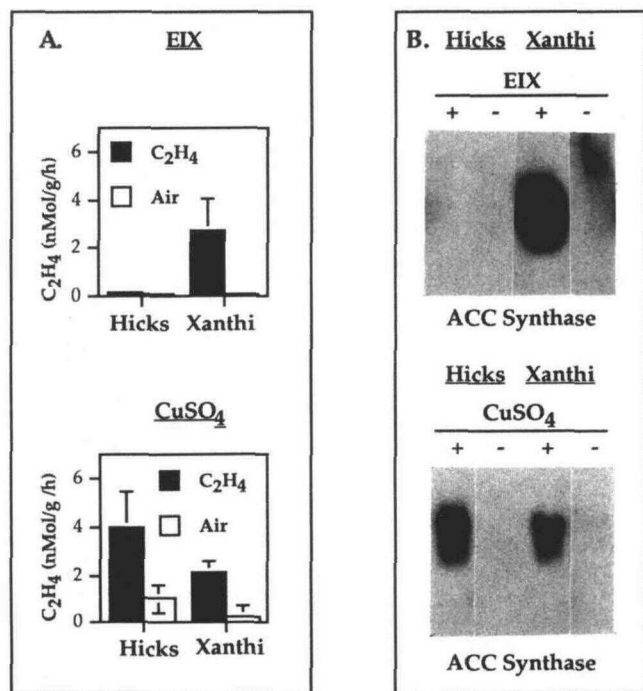 A. EIX
C₂H₄ (nMol/g/h)
6
4
2
0
C₂H₄
Air
Hicks Xanthi
CuSO₄
C₂H₄ (nMol/g /h)
6
4
2
0
C₂H₄
Air
Hicks Xanthi
B. Hicks Xanthi
EIX
+ - + -
ACC Synthase
Hicks Xanthi
CuSO₄
+ - + -
ACC Synthase